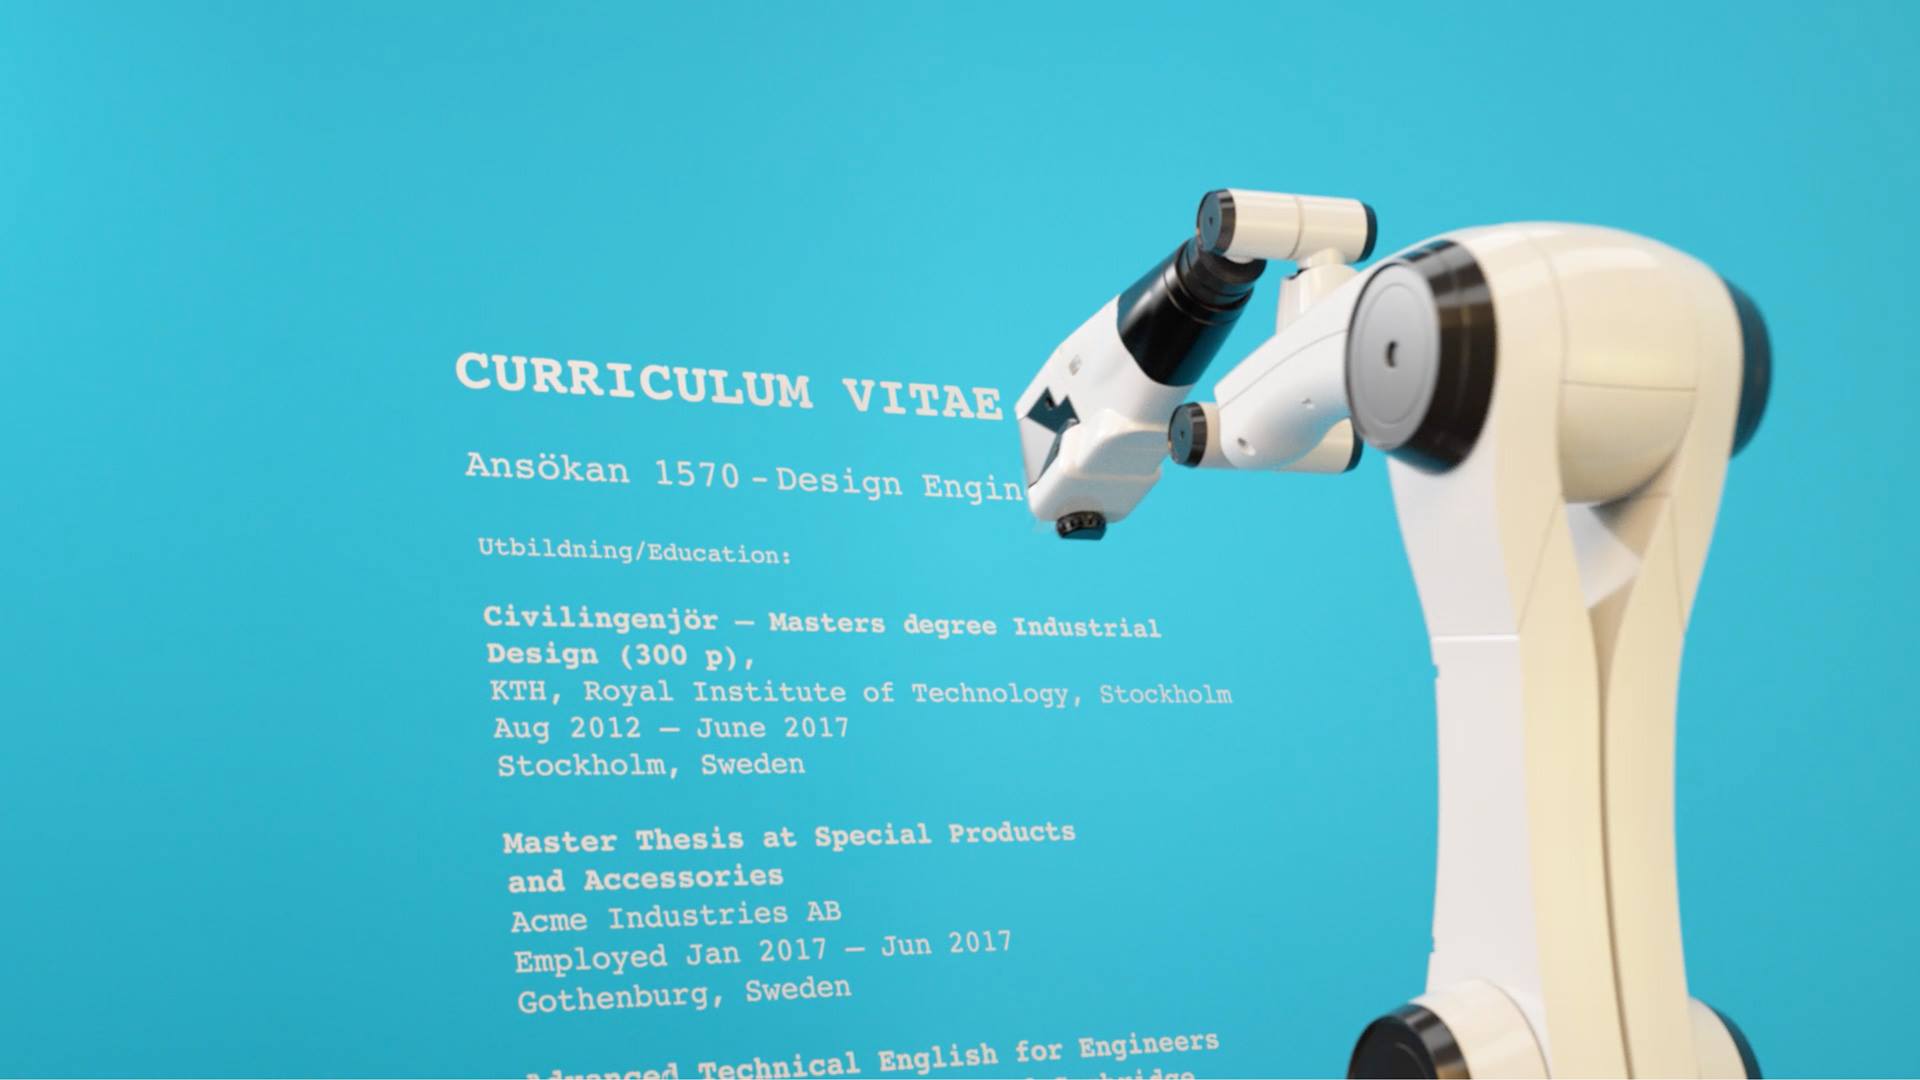 CURRICULUM VITAE
Ansökan 1570 - Design
Utbildning/Education:
Civilingenjör – Masters degree Industrial
Design (300 p),
KTH, Royal Institute of Technology, Stockholm
Aug 2012 – June 2017
Stockholm, Sweden
Master Thesis at Special Products
and Accessories
Acme Industries AB
Employed Jan 2017 – Jun 2017
Gothenburg, Sweden
Advanced Technical English for Engineers